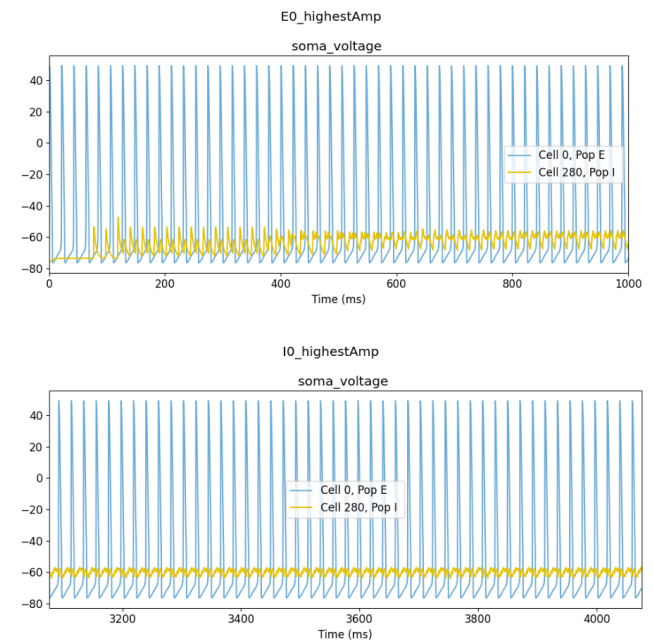 E0_highestAmp
soma_voltage
40
20
0
−20
−40
−60
−80
Cell 0, Pop E
Cell 280, Pop I
0 200 400 600 800 1000
Time (ms)
I0_highestAmp
soma_voltage
40
20
0
−20
−40
−60
−80
Cell 0, Pop E
Cell 280, Pop I
3200 3400 3600 3800 4000
Time (ms)